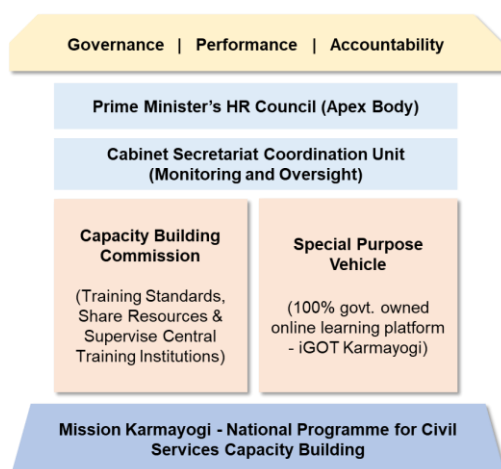 Governance | Performance | Accountability
Prime Minister's HR Council (Apex Body)
Cabinet Secretariat Coordination Unit
(Monitoring and Oversight)
Capacity Building
Commission
(Training Standards,
Share Resources &
Supervise Central
Training Institutions)
Special Purpose
Vehicle
(100% govt. owned
online learning platform
- iGOT Karmayogi)
Mission Karmayogi - National Programme for Civil
Services Capacity Building